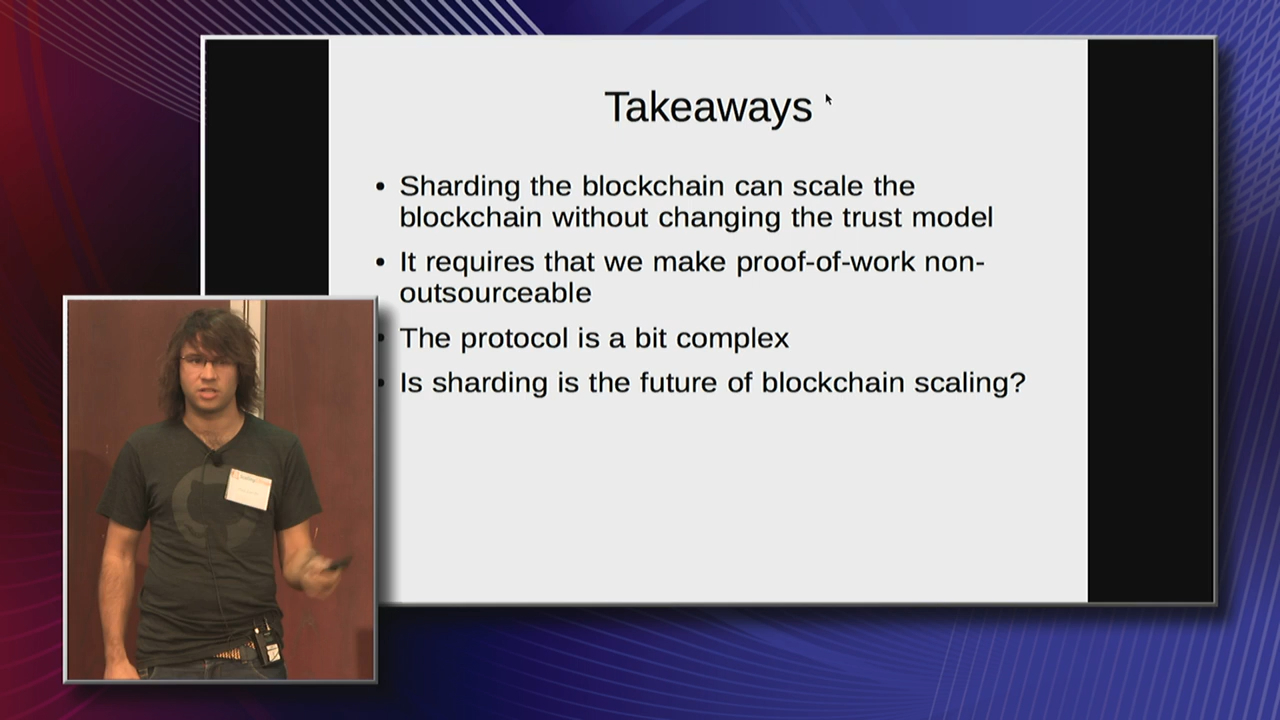 Takeaways
• Sharding the blockchain can scale the
blockchain without changing the trust model
• It requires that we make proof-of-work non-
outsourceable
• The protocol is a bit complex
• Is sharding is the future of blockchain scaling?